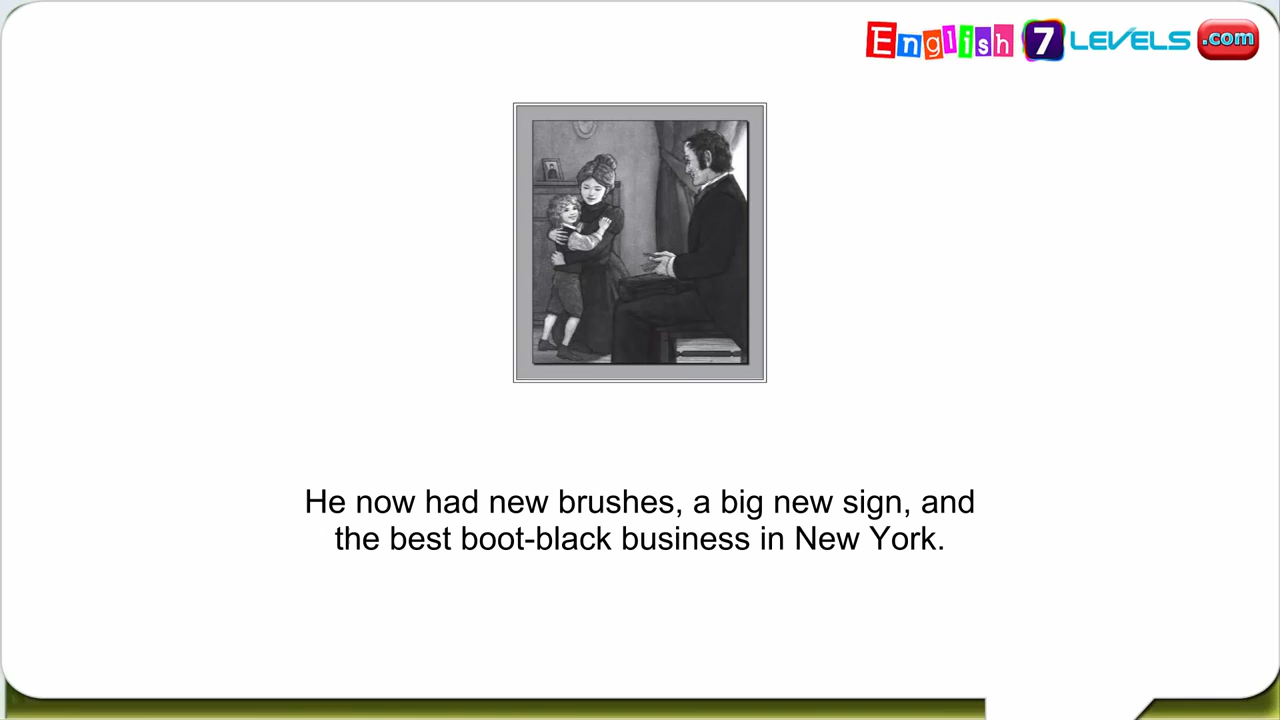 English 7 LEVELS .com
He now had new brushes, a big new sign, and
the best boot-black business in New York.